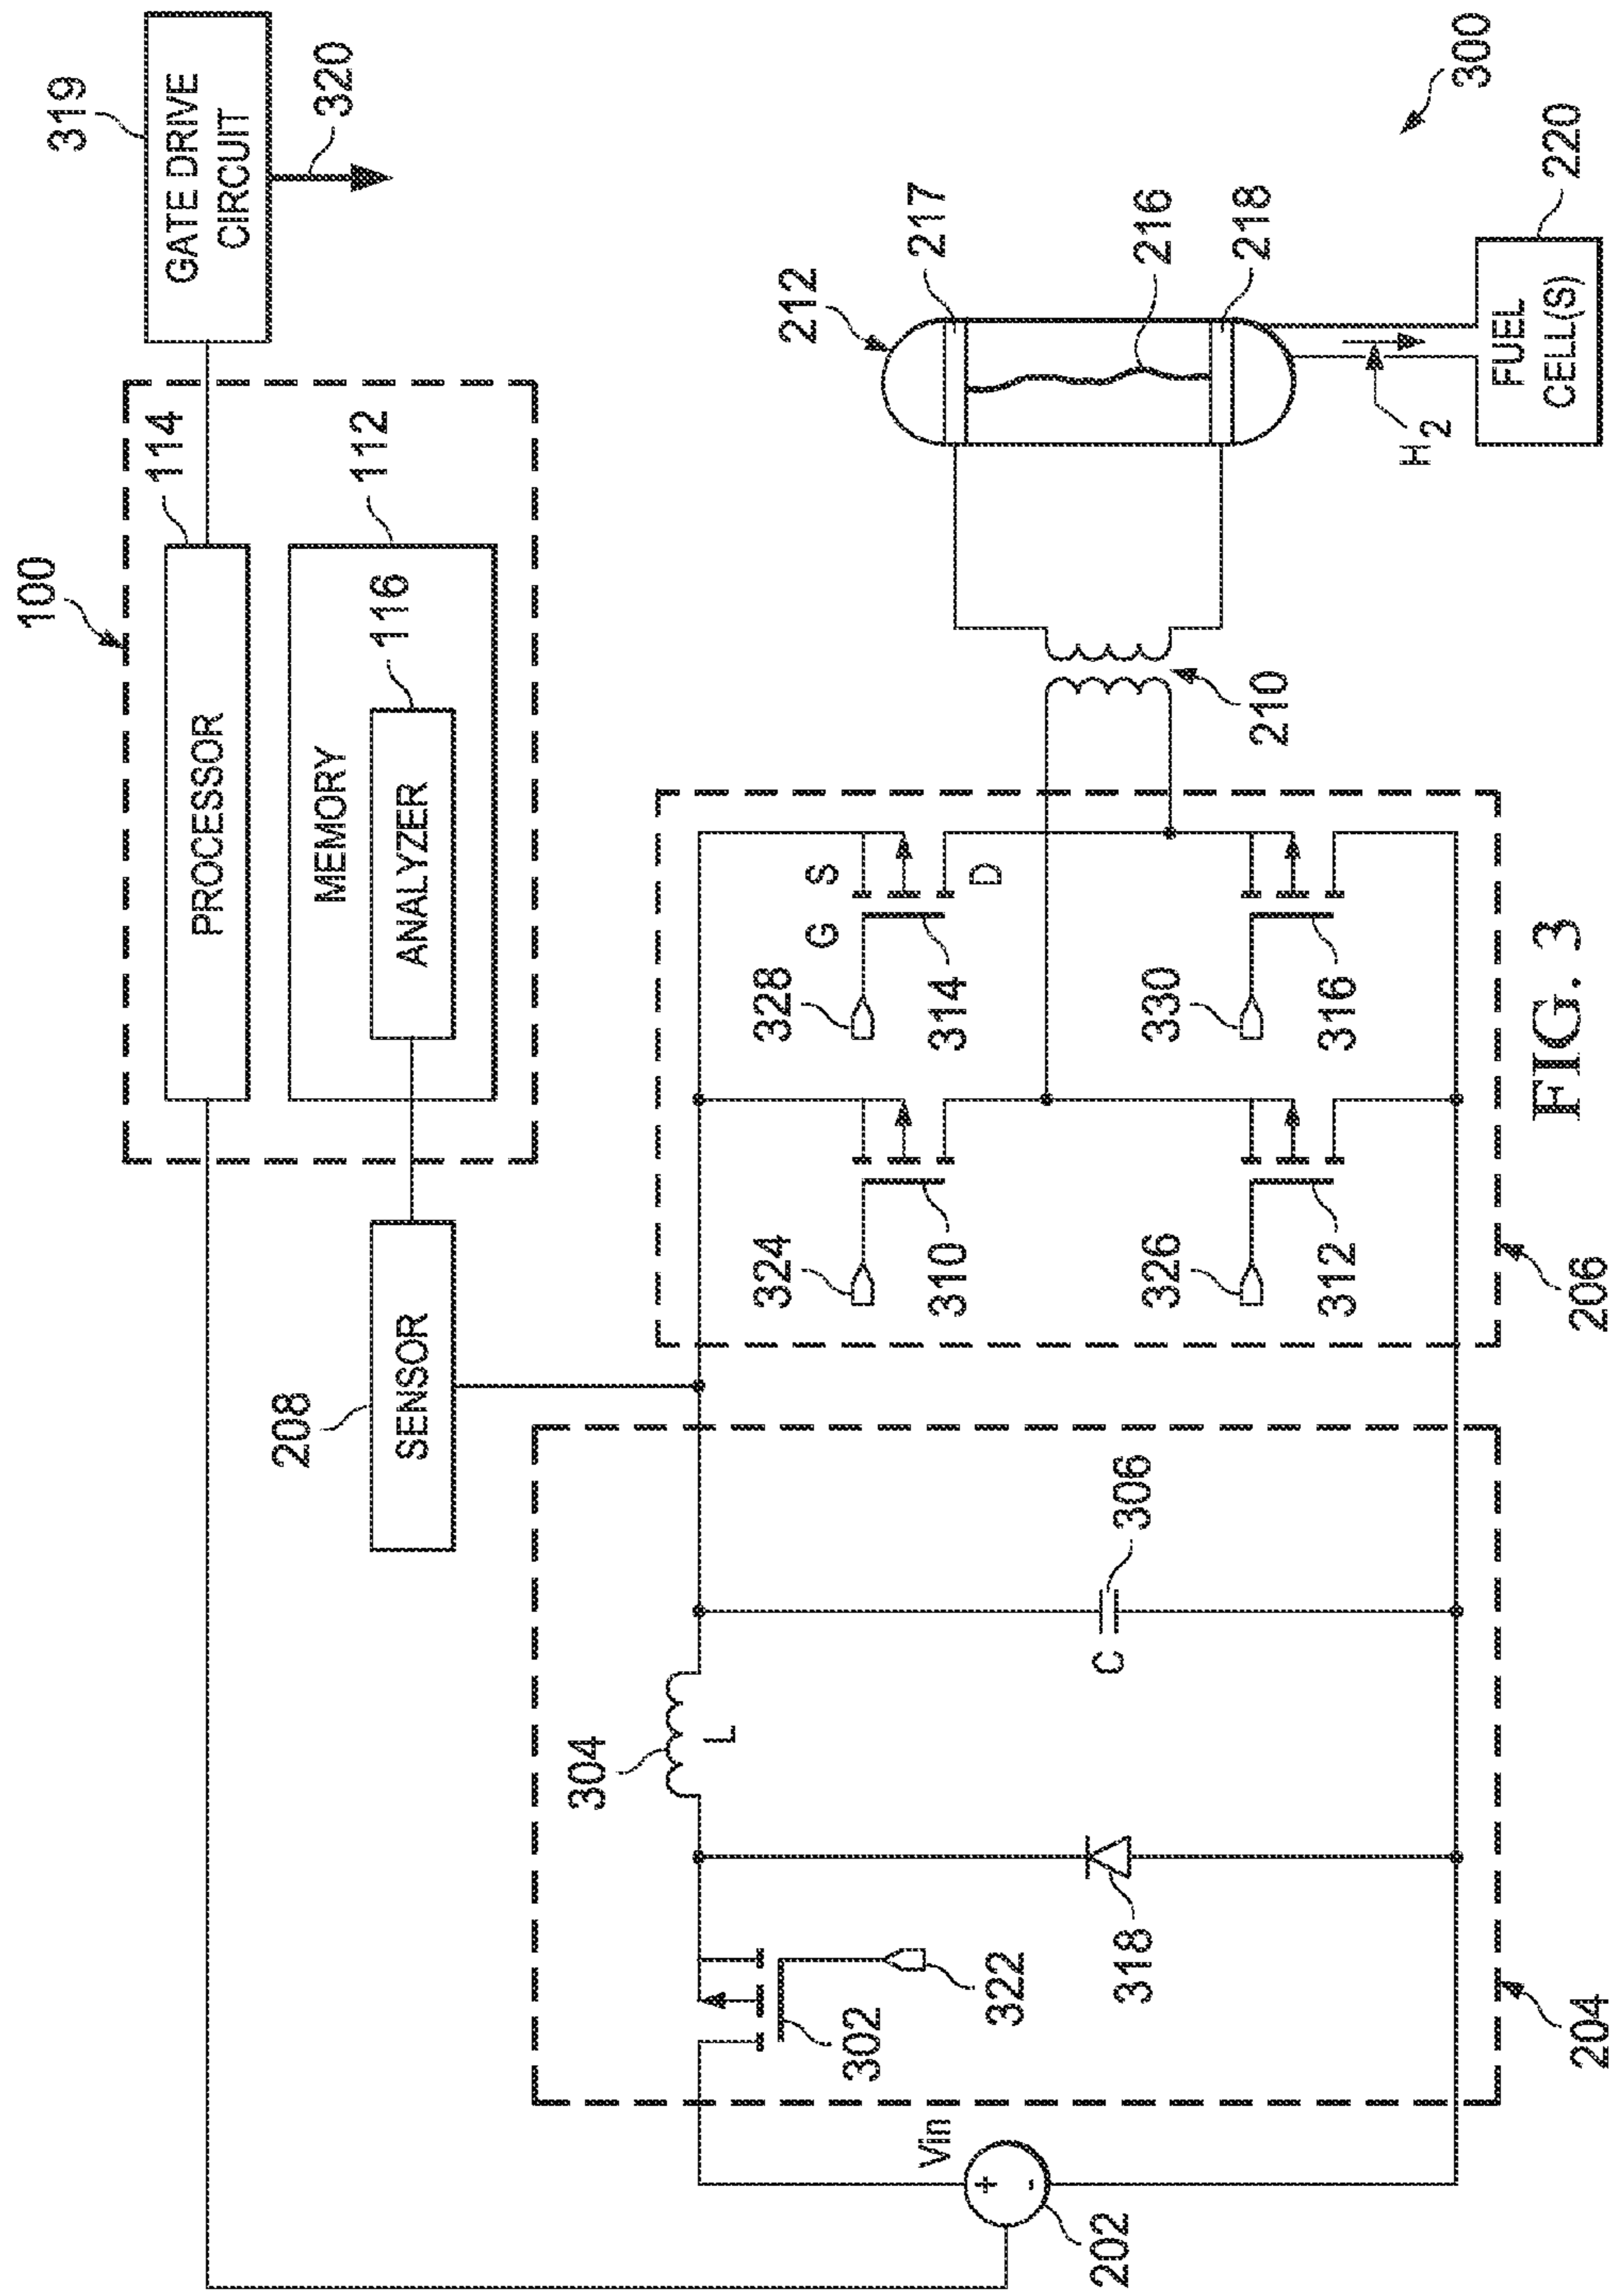 319
GATE DRIVE
CIRCUIT
320
100
114
PROCESSOR
112
MEMORY
116
ANALYZER
208
SENSOR
300
212
217
216
218
H2
FUEL
CELL(S)
220
210
304
L
328
G
S
D
314
324
310
330
316
326
312
206
C
306
302
322
318
204
Vin
+
-
202
FIG. 3